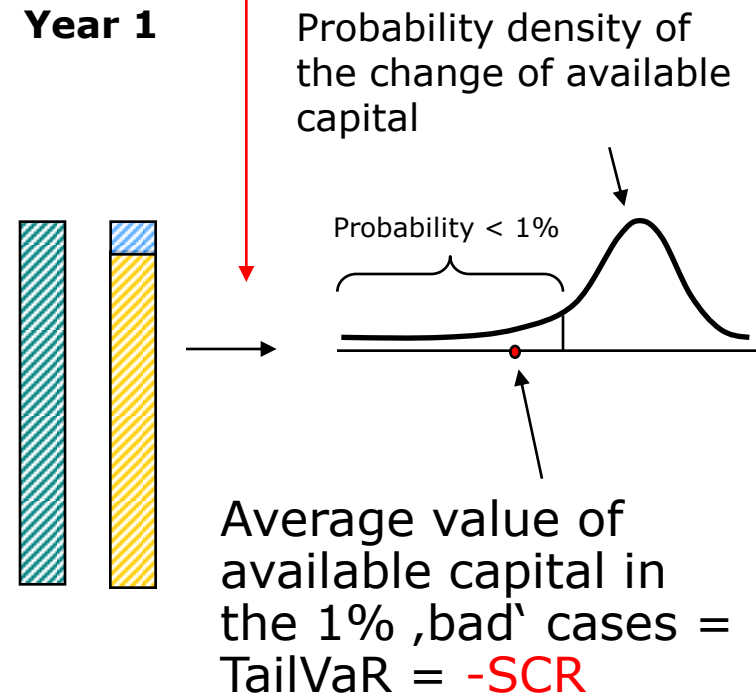 Year 1
Probability density of
the change of available
capital
Probability < 1%
Average value of
available capital in
the 1% ‚bad‘ cases =
TailVaR = -SCR